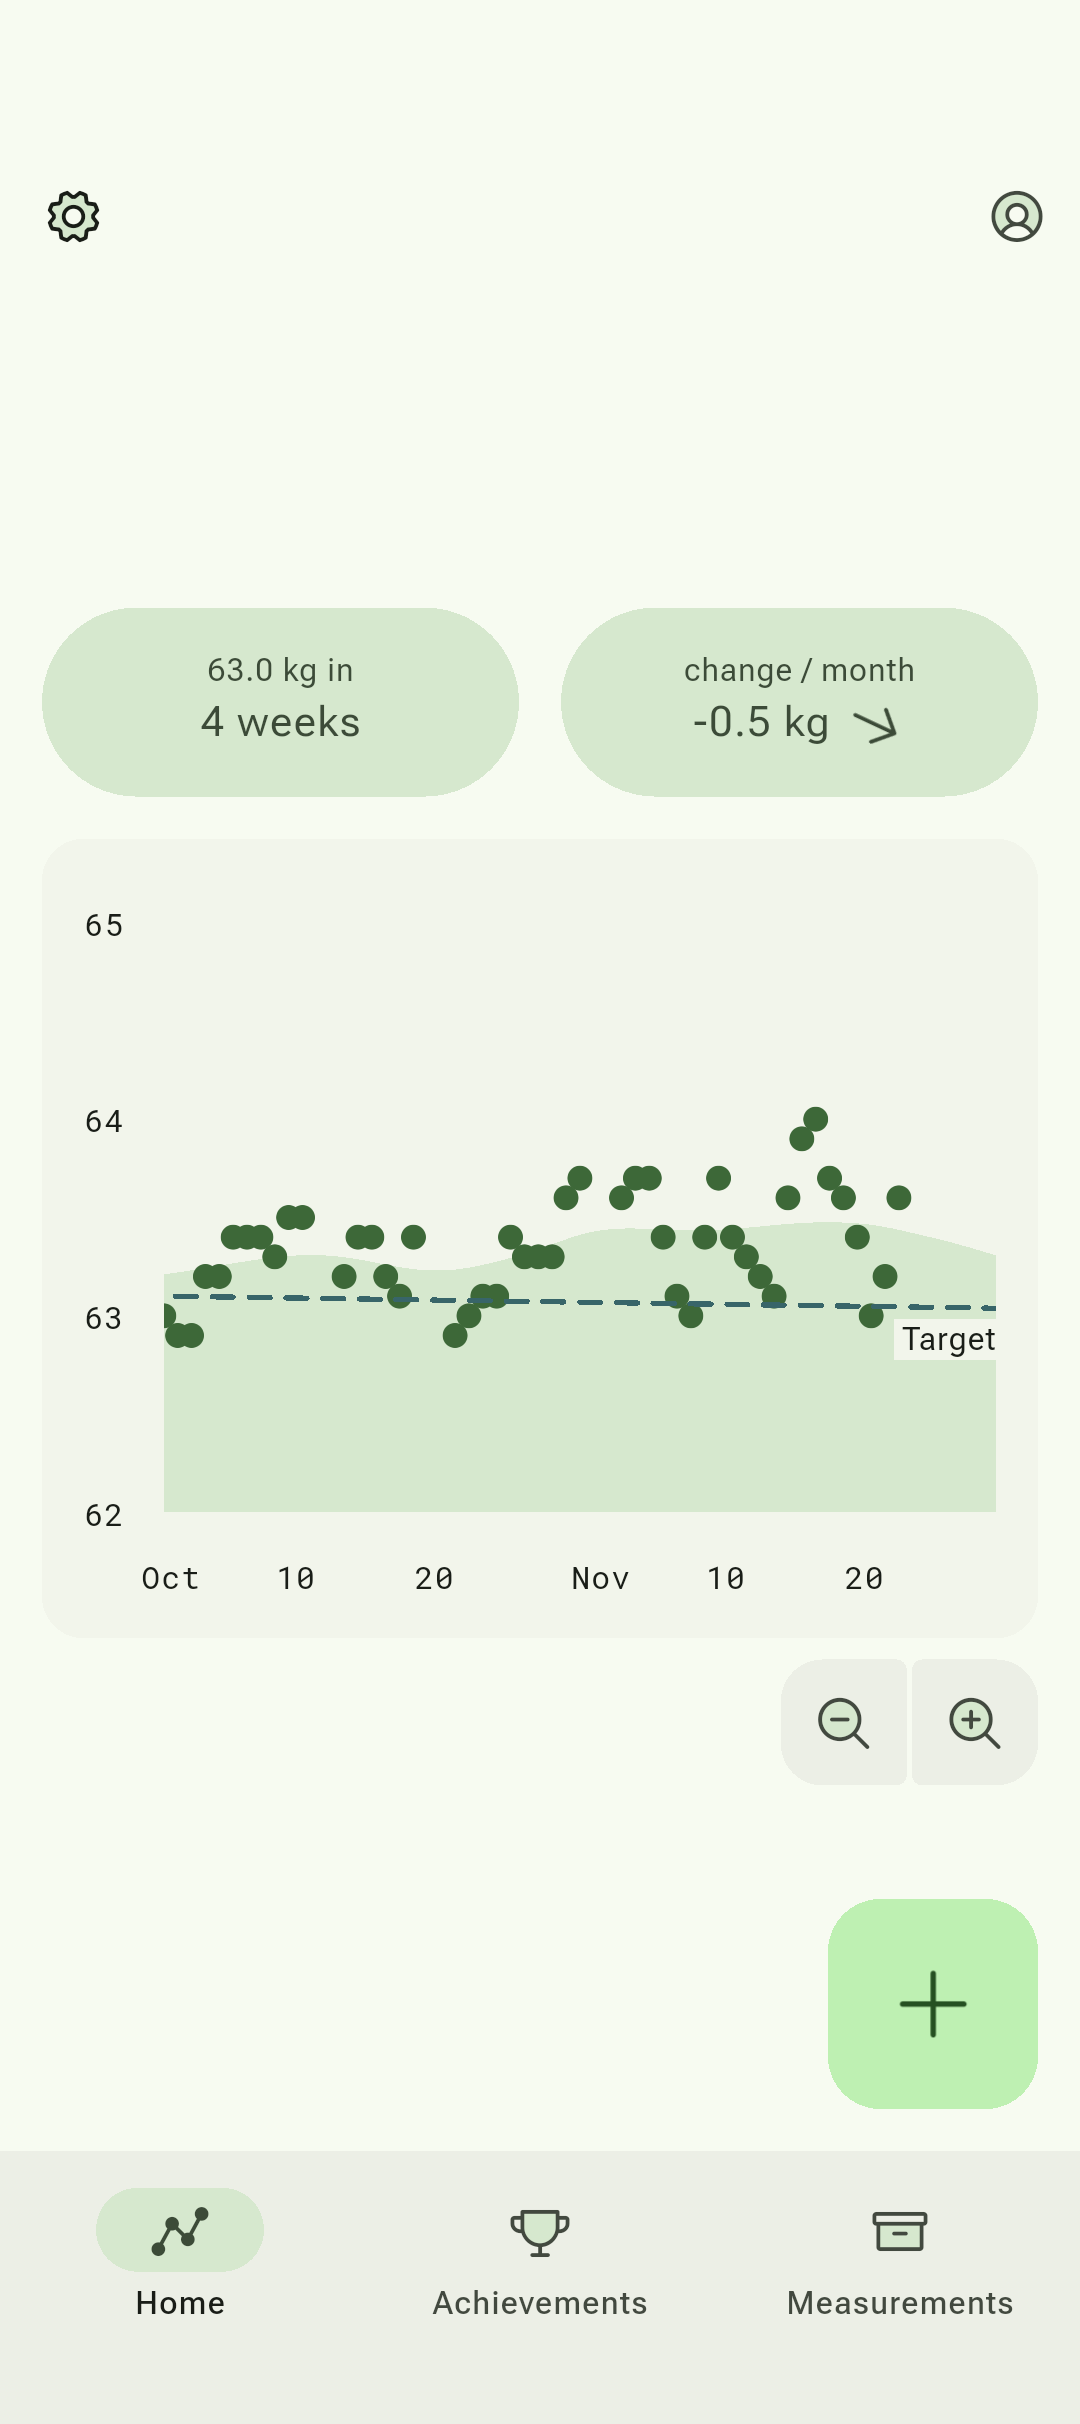 63.0 kg in
4 weeks
change / month
-0.5 kg
65
64
63
62
Target
Oct 10 20 Nov 10 20
Home Achievements Measurements